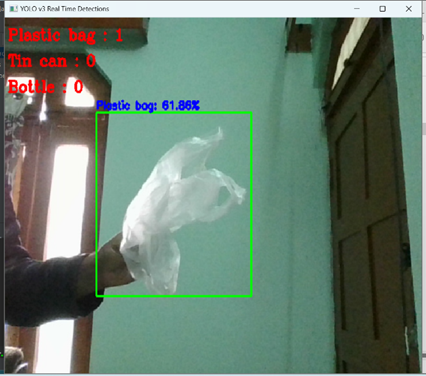 YOLO v3 Real Time Detections
Plastic bag : 1
Tin can : 0
Bottle : 0
Plastic bag: 61.86%